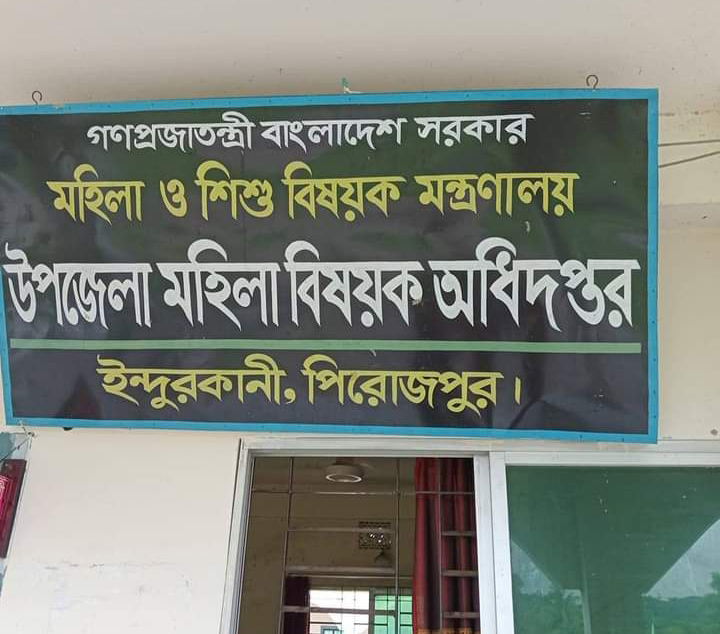 গণপ্রজাতন্ত্রী বাংলাদেশ সরকার
মহিলা ও শিশু বিষয়ক মন্ত্রণালয়
উপজেলা মহিলা বিষয়ক অধিদপ্তর
ইন্দুরকানী, পিরোজপুর।